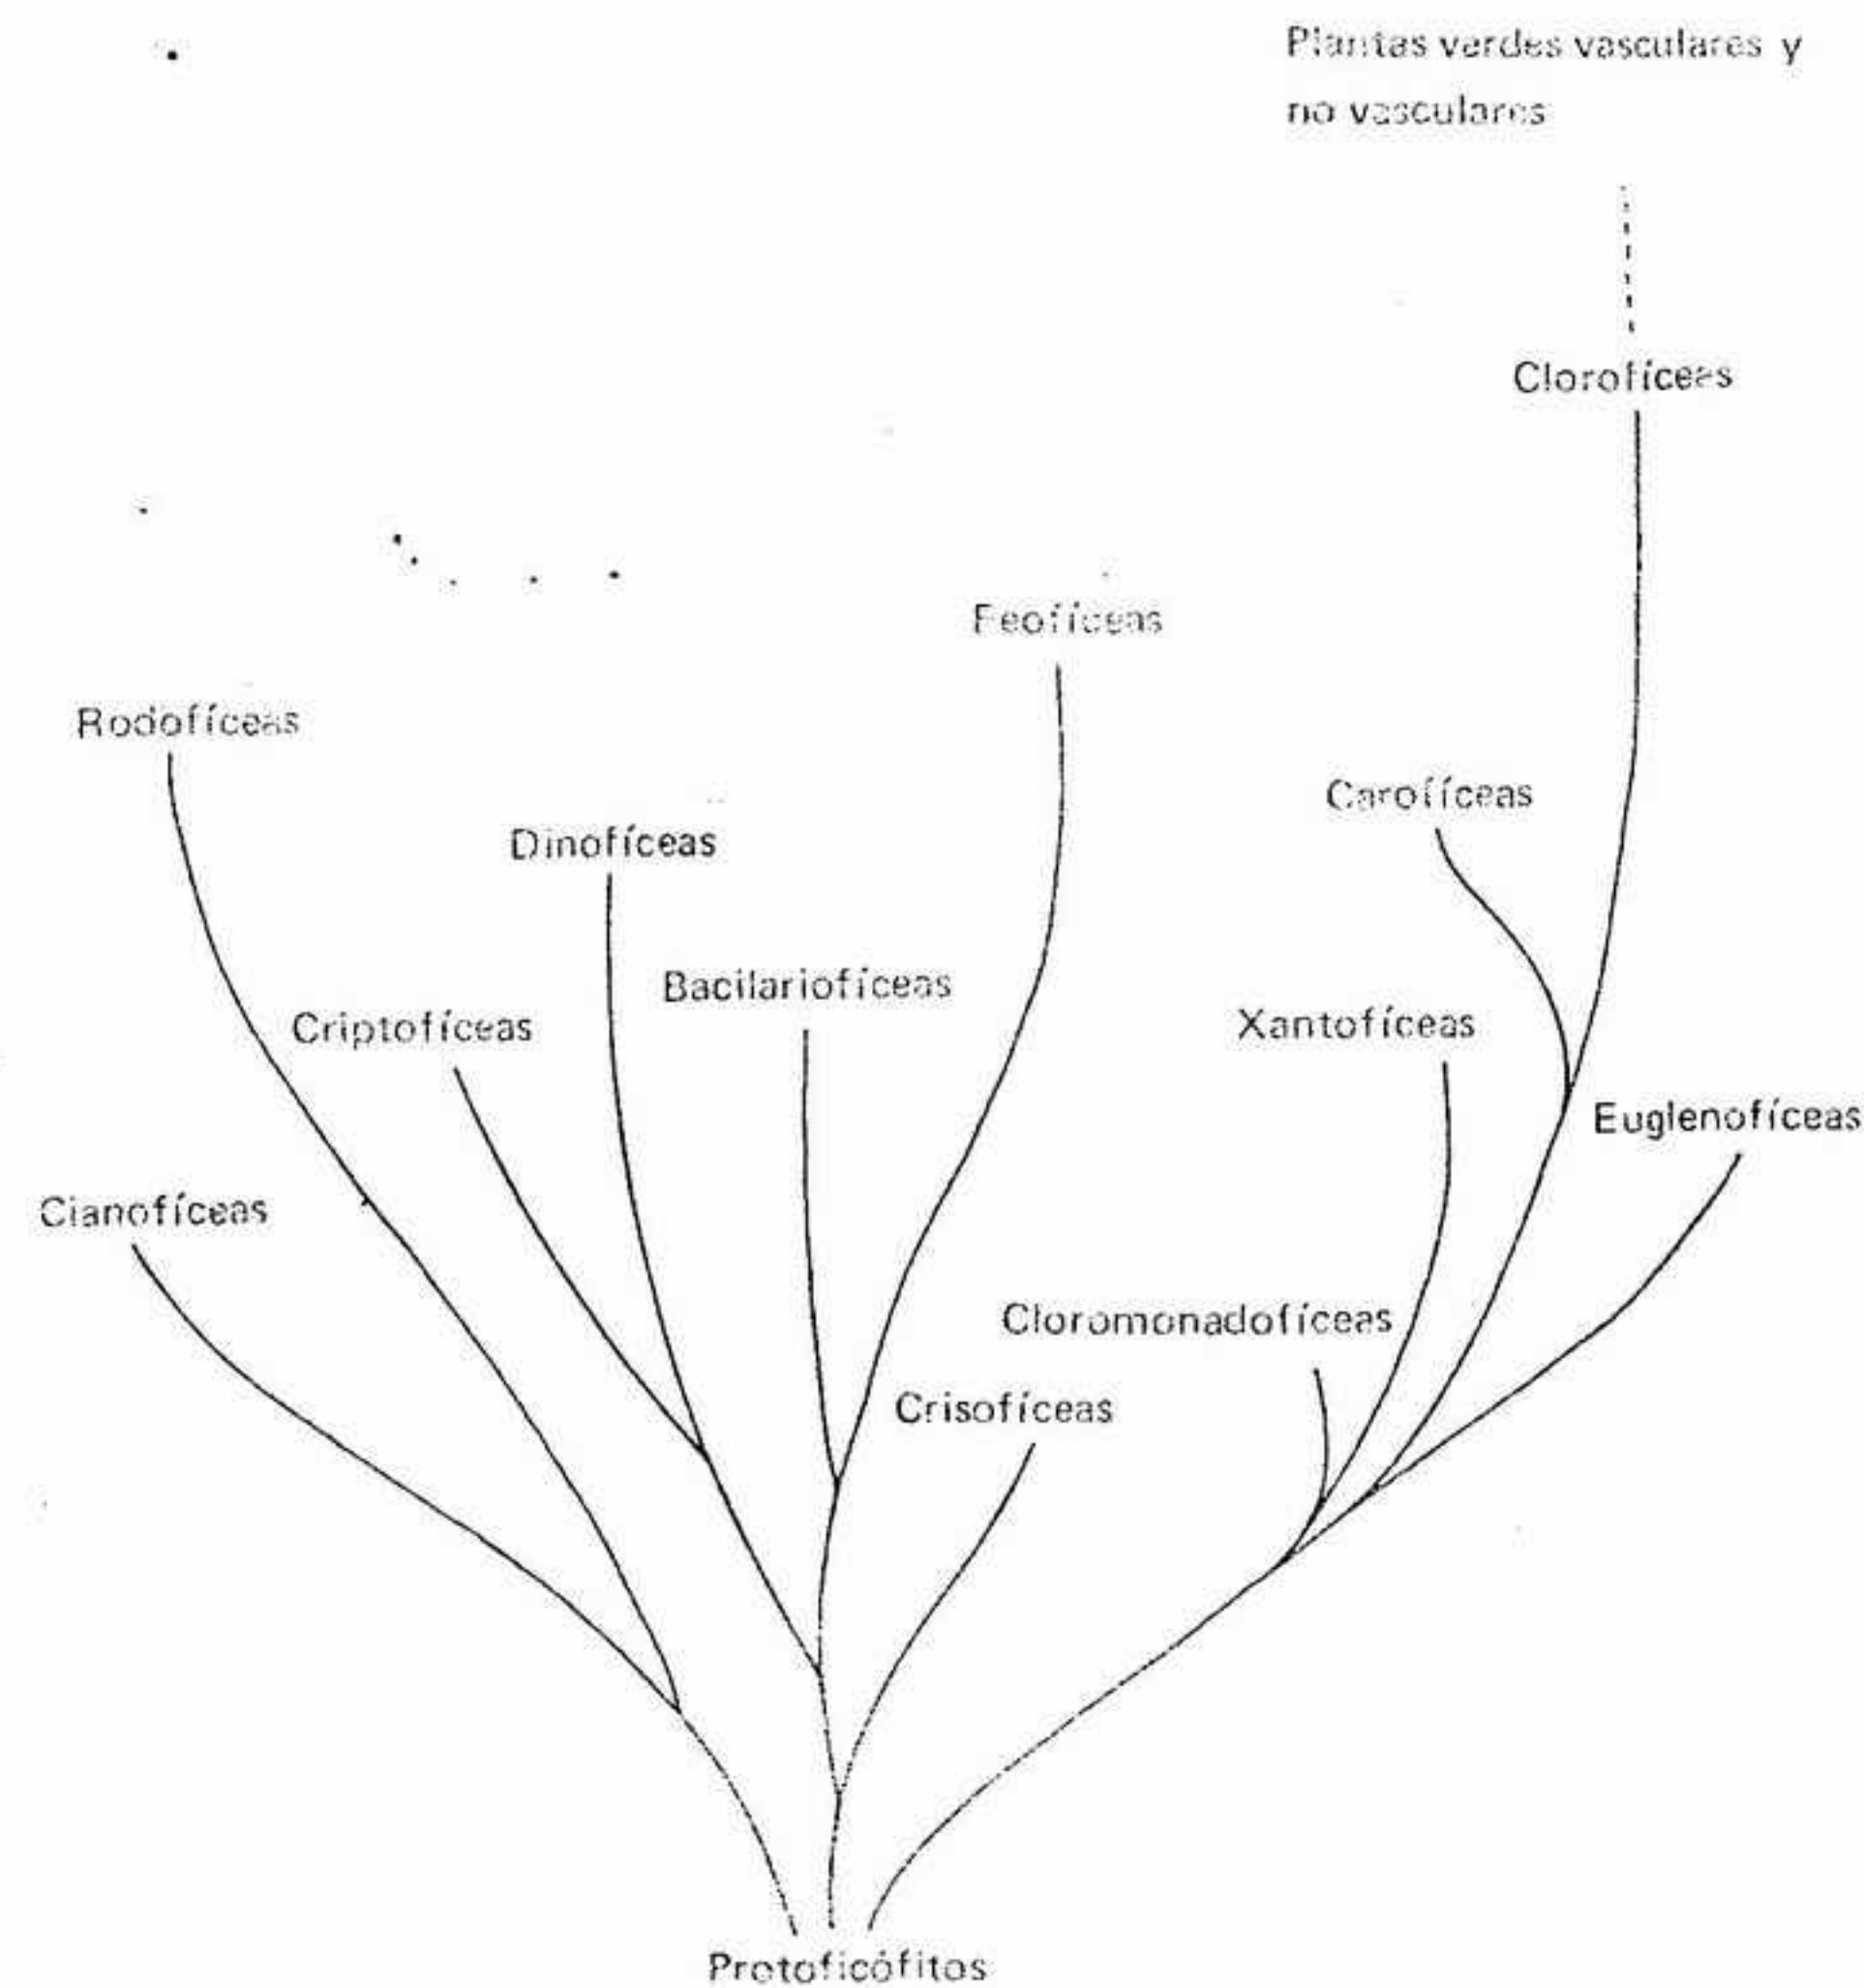 Plantas verdes vasculares y
no vasculares
Clorofíceas
Feofíceas
Rodofíceas
Carofíceas
Dinofíceas
Bacilariofíceas
Criptofíceas
Xantofíceas
Euglenofíceas
Cianofíceas
Cloromonadofíceas
Crisofíceas
Protoficófitos